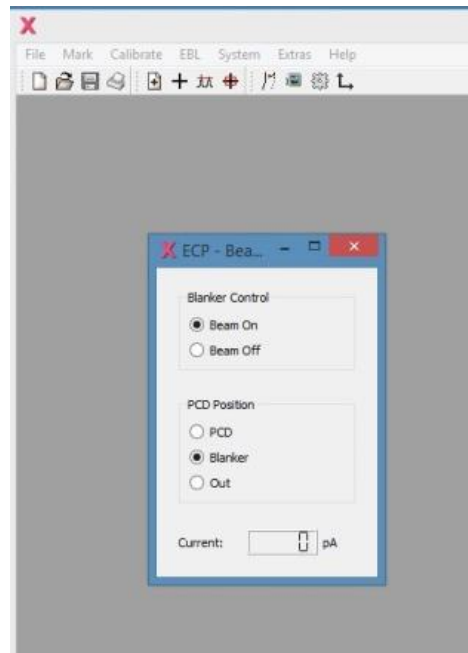 File Mark Calibrate EBL System Extras Help
ECP - Bea...
Blanker Control
Beam On
Beam Off
PCD Position
PCD
Blanker
Out
Current: 0 pA